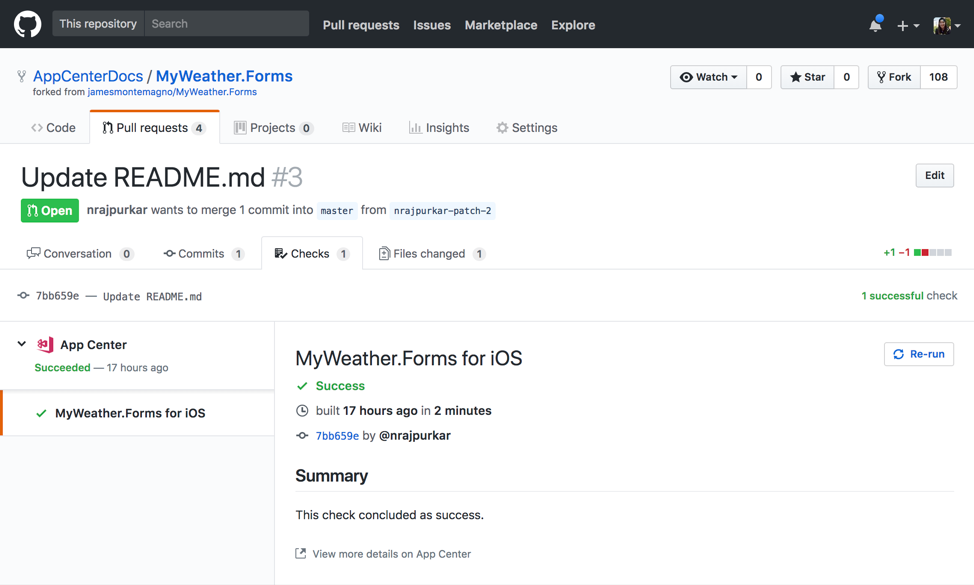 This repository Search Pull requests Issues Marketplace Explore
AppCenterDocs / MyWeather.Forms Watch 0 Star 0 Fork 108
forked from jamesmontemagno/MyWeather.Forms
Code Pull requests 4 Projects 0 Wiki Insights Settings
Update README.md #3 Edit
Open nrajpurkar wants to merge 1 commit into master from nrajpurkar-patch-2
Conversation 0 Commits 1 Checks 1 Files changed 1 +1 −1
7bb659e — Update README.md 1 successful check
App Center
Succeeded — 17 hours ago
MyWeather.Forms for iOS
MyWeather.Forms for iOS Re-run
Success
built 17 hours ago in 2 minutes
7bb659e by @nrajpurkar
Summary
This check concluded as success.
View more details on App Center